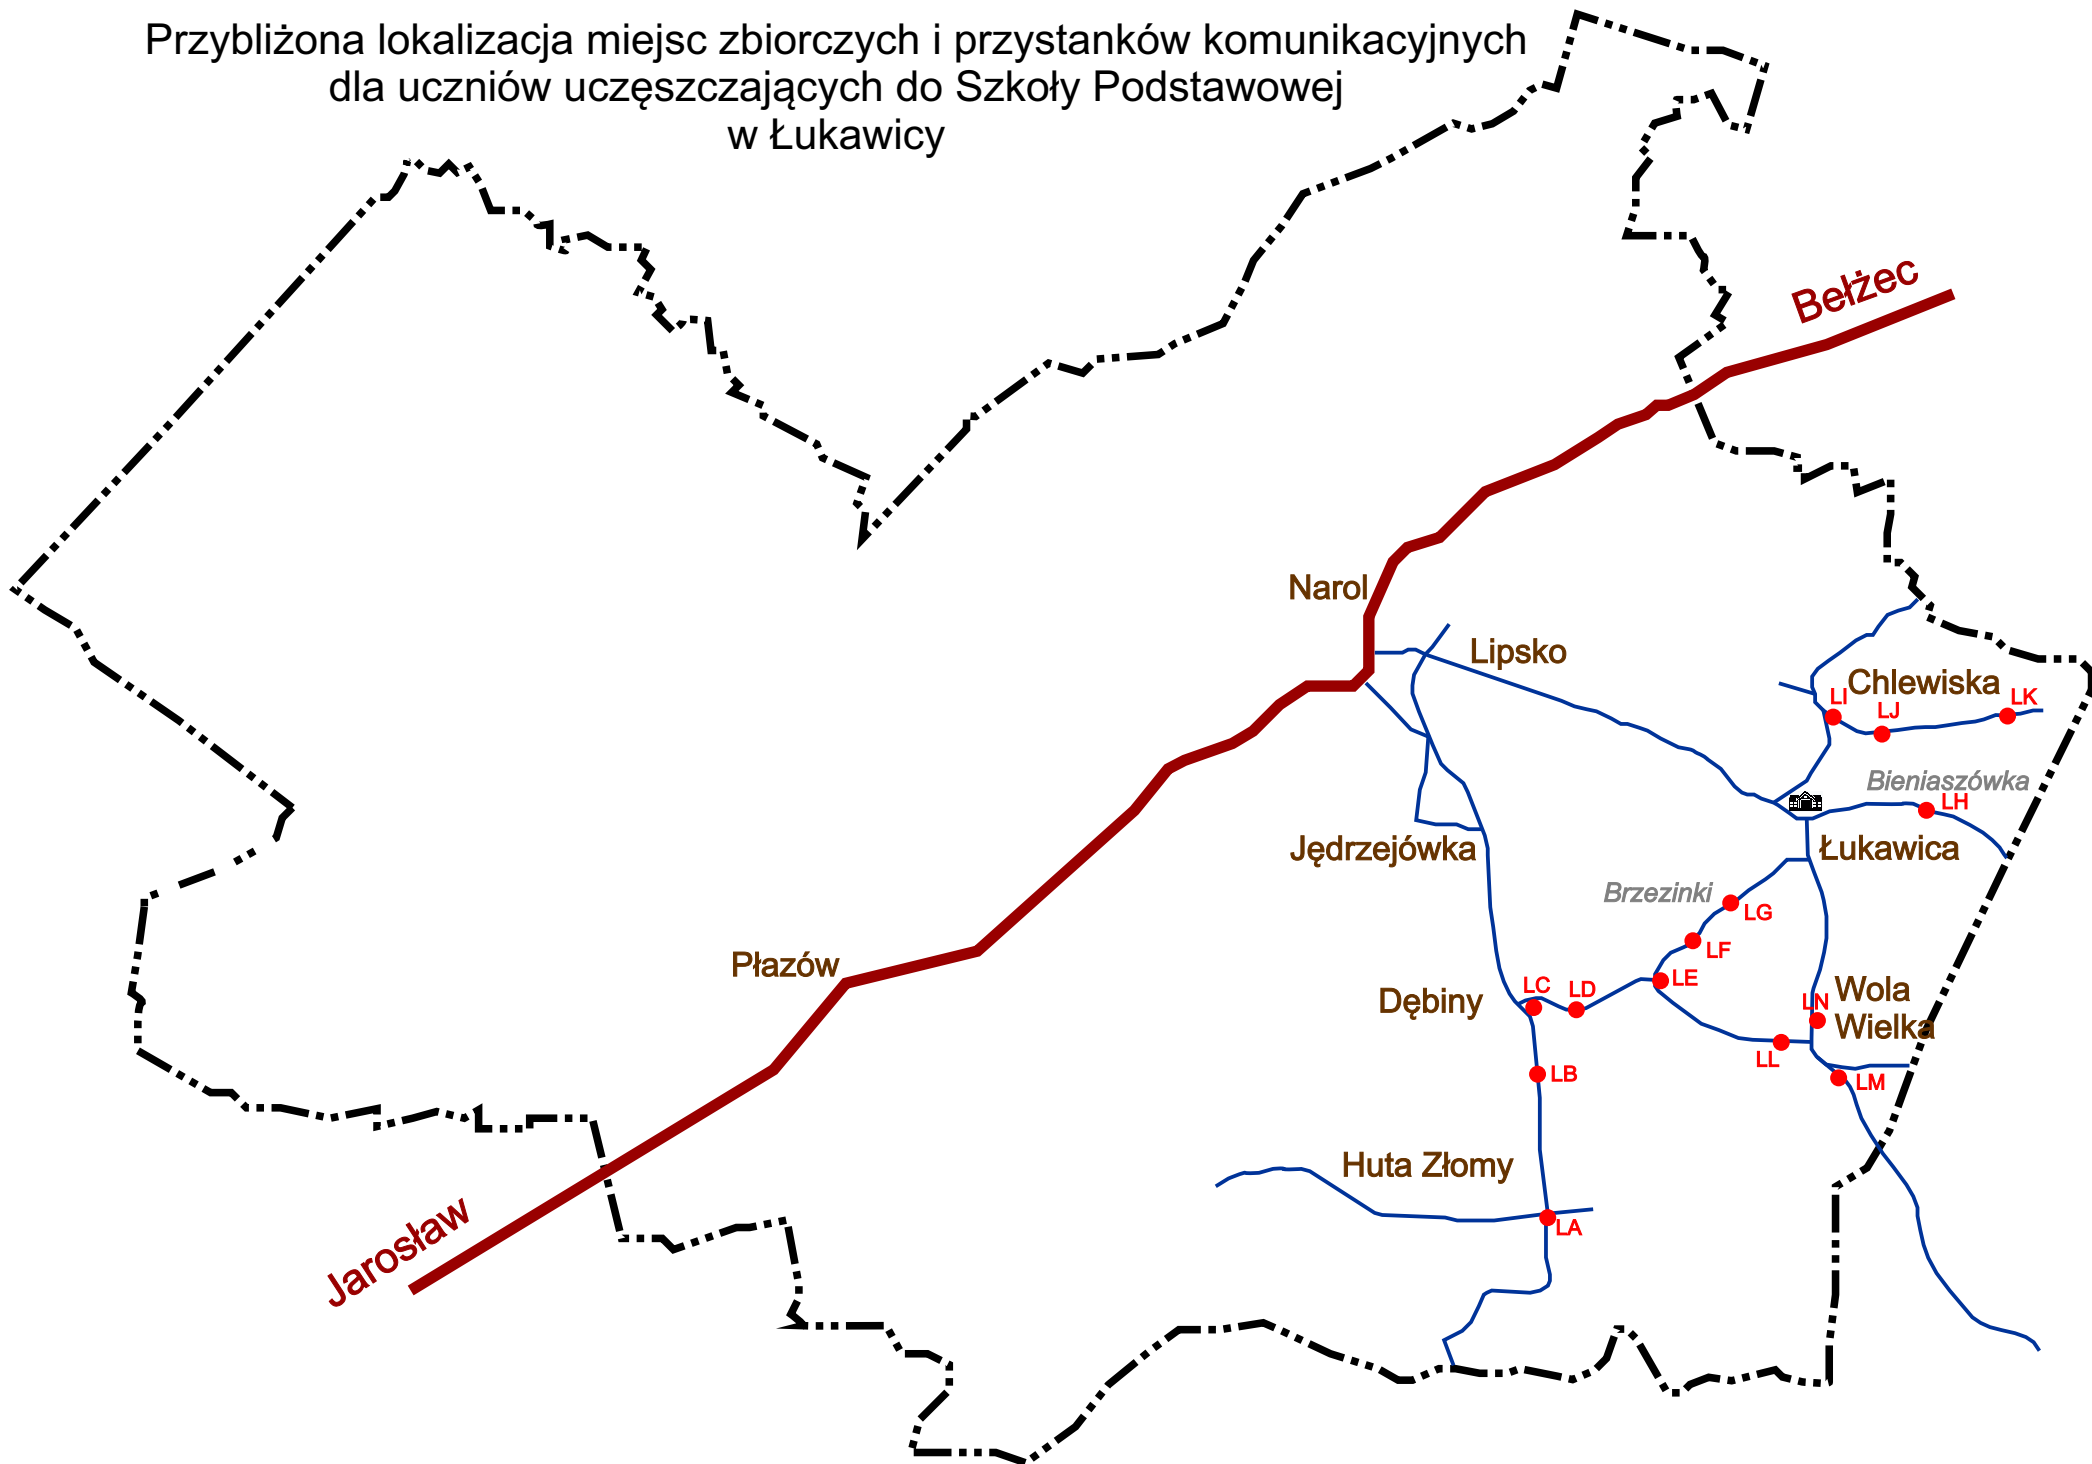 Przybliżona lokalizacja miejsc zbiorczych i przystanków komunikacyjnych
dla uczniów uczęszczających do Szkoły Podstawowej
w Łukawicy
Bełżec
Narol
Lipsko
Chlewiska
LI
LJ
LK
Bieniaszówka
LH
Jędrzejówka
Łukawica
Brzezinki
LG
LF
Płazów
LE
Dębiny
LC
LD
Wola
Wielka
LN
LL
LB
LM
Huta Złomy
LA
Jarosław